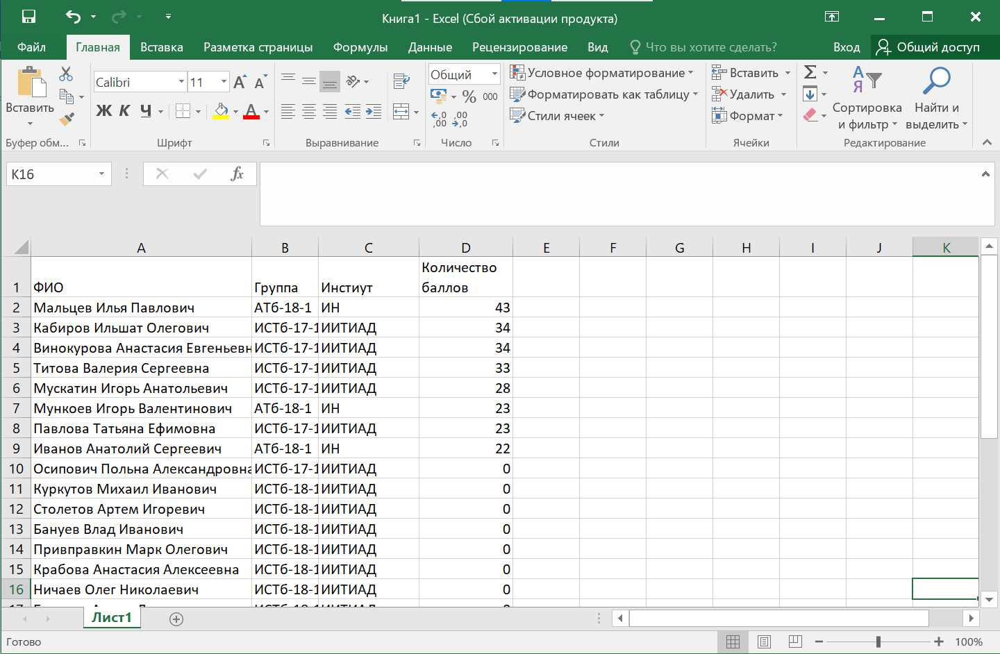 Книга1 - Excel (Сбой активации продукта)
Файл Главная Вставка Разметка страницы Формулы Данные Рецензирование Вид Что вы хотите сделать? Вход Общий доступ
Вставить
Буфер обм...
Calibri 11
Ж К Ч А
Шрифт
Выравнивание
Общий
% 000
,0 ,00
,00 ,0
Число
Условное форматирование
Форматировать как таблицу
Стили ячеек
Стили
Вставить
Удалить
Формат
Ячейки
Σ
Сортировка и фильтр
Найти и выделить
Редактирование
K16 fx
A B C D E F G H I J K
1 ФИО Группа Инстиут Количество баллов
2 Мальцев Илья Павлович АТб-18-1 ИН 43
3 Кабиров Ильшат Олегович ИСТб-17-1 ИИТИАД 34
4 Винокурова Анастасия Евгеньевн ИСТб-17-1 ИИТИАД 34
5 Титова Валерия Сергеевна ИСТб-17-1 ИИТИАД 33
6 Мускатин Игорь Анатольевич ИСТб-17-1 ИИТИАД 28
7 Мункоев Игорь Валентинович АТб-18-1 ИН 23
8 Павлова Татьяна Ефимовна ИСТб-17-1 ИИТИАД 23
9 Иванов Анатолий Сергеевич АТб-18-1 ИН 22
10 Осипович Польна Александровна ИСТб-17-1 ИИТИАД 0
11 Куркутов Михаил Иванович ИСТб-18-1 ИИТИАД 0
12 Столетов Артем Игоревич ИСТб-18-1 ИИТИАД 0
13 Бануев Влад Иванович ИСТб-18-1 ИИТИАД 0
14 Привправкин Марк Олегович ИСТб-18-1 ИИТИАД 0
15 Крабова Анастасия Алексеевна ИСТб-18-1 ИИТИАД 0
16 Ничаев Олег Николаевич ИСТб-18-1 ИИТИАД 0
Лист1
Готово 100%